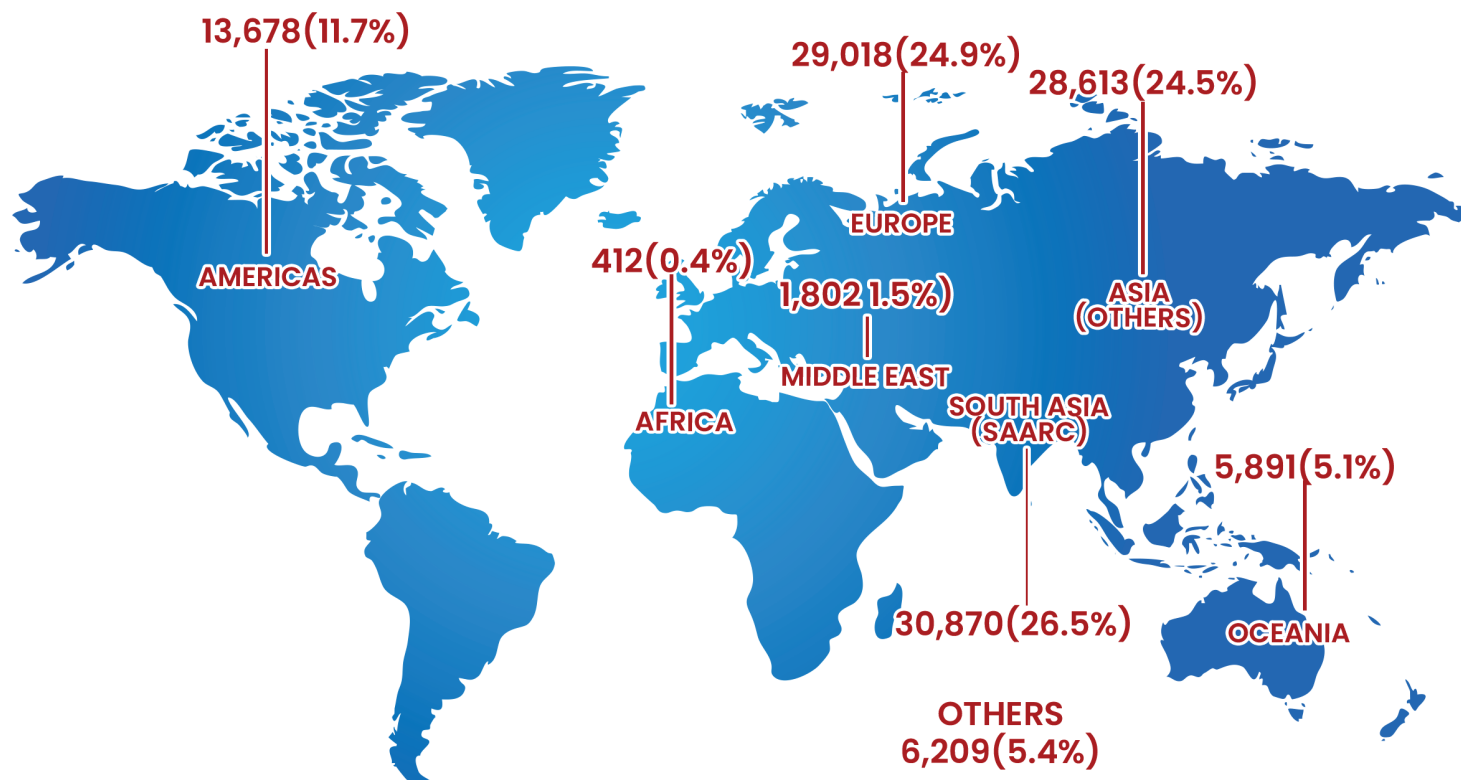 13,678(11.7%)
AMERICAS
29,018(24.9%)
EUROPE
28,613(24.5%)
ASIA
(OTHERS)
412(0.4%)
AFRICA
1,802 1.5%)
MIDDLE EAST
SOUTH ASIA
(SAARC)
30,870(26.5%)
5,891(5.1%)
OCEANIA
OTHERS
6,209(5.4%)